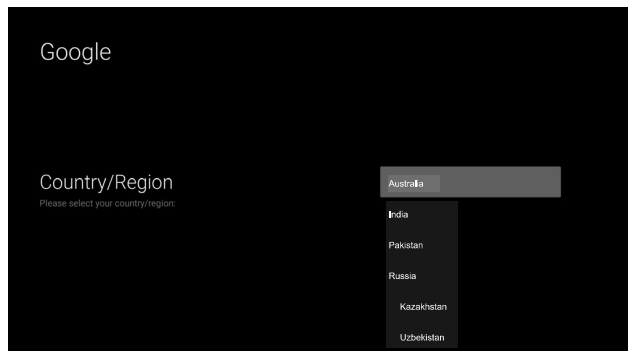 Google
Country/Region
Please select your country/region:
Australia
India
Pakistan
Russia
Kazakhstan
Uzbekistan